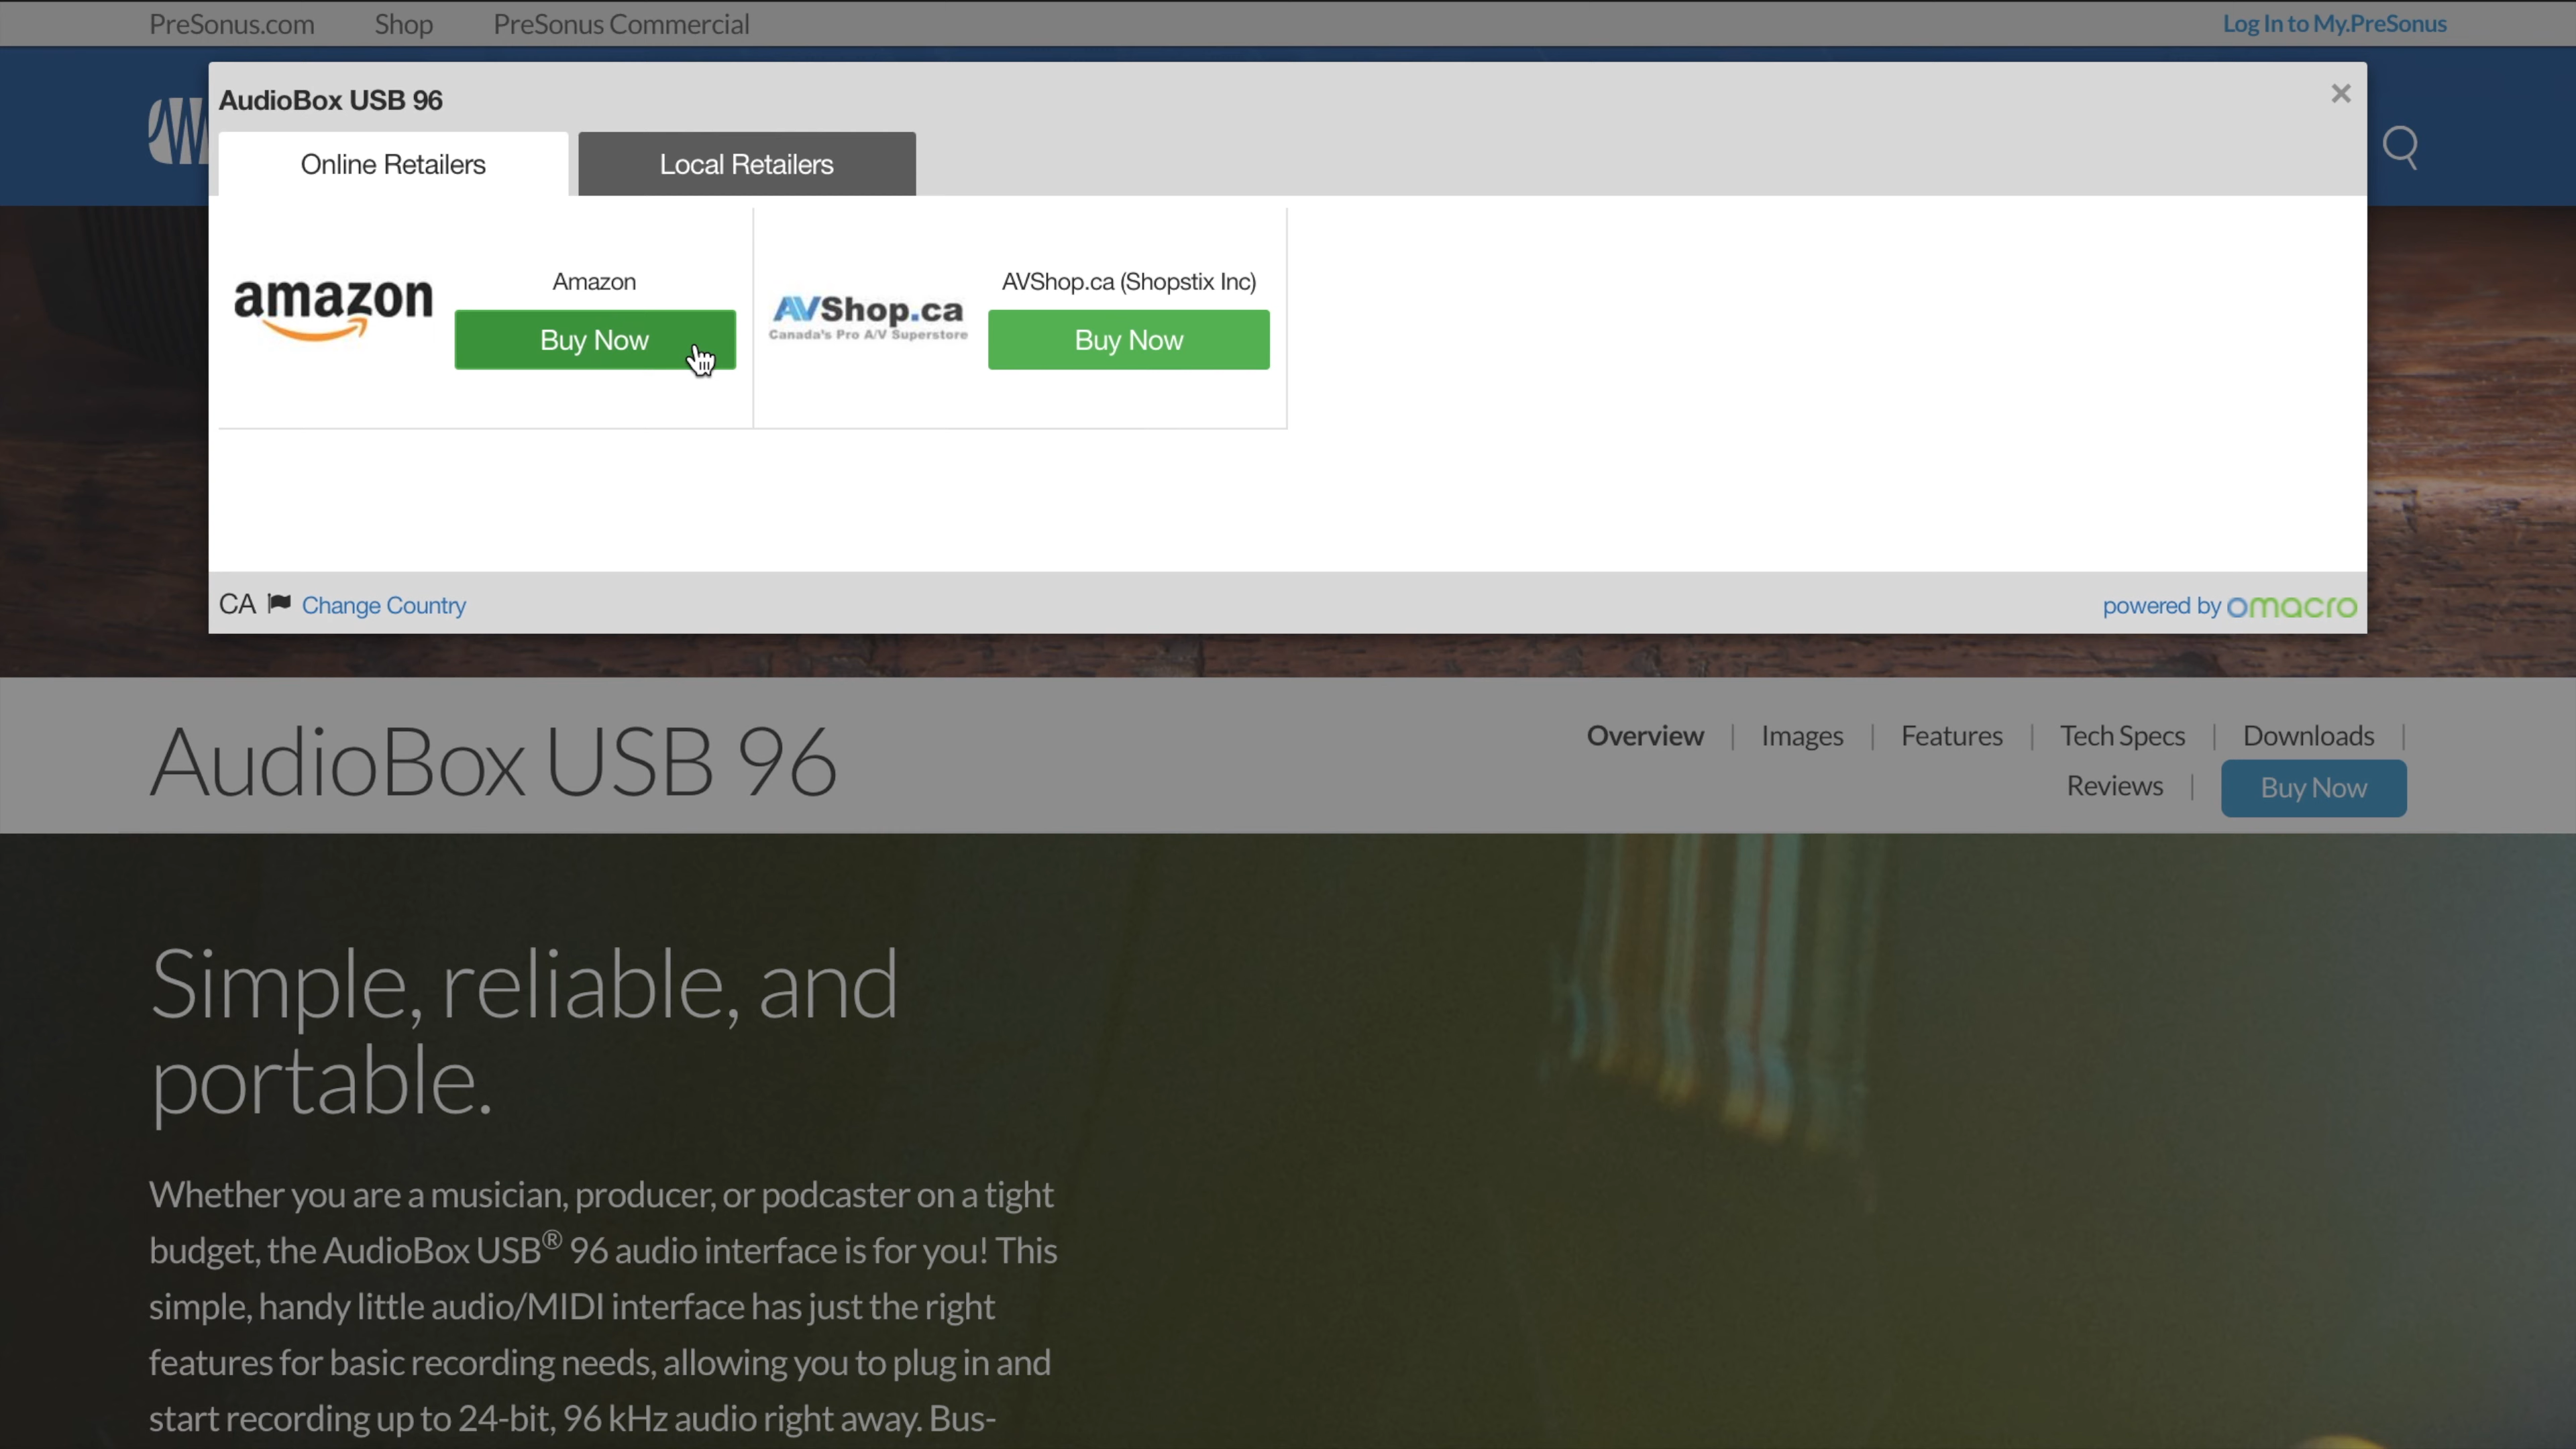 PreSonus.com Shop PreSonus Commercial Log In to My.PreSonus
AudioBox USB 96
Online Retailers Local Retailers
amazon
Amazon
Buy Now
AVShop.ca
Canada's Pro A/V Superstore
AVShop.ca (Shopstix Inc)
Buy Now
CA Change Country
powered by omacro
AudioBox USB 96
Overview | Images | Features | Tech Specs | Downloads |
Reviews | Buy Now
Simple, reliable, and
portable.
Whether you are a musician, producer, or podcaster on a tight
budget, the AudioBox USB® 96 audio interface is for you! This
simple, handy little audio/MIDI interface has just the right
features for basic recording needs, allowing you to plug in and
start recording up to 24-bit, 96 kHz audio right away. Bus-